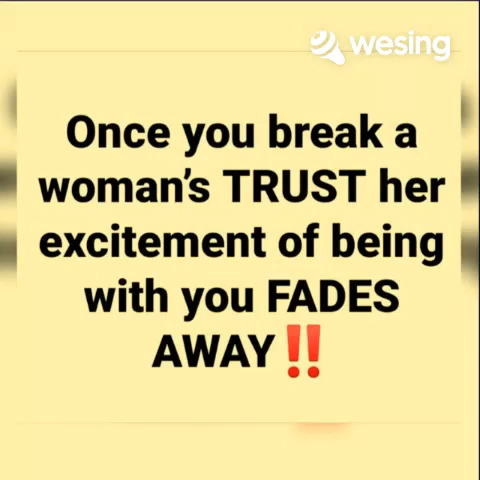 wesing
Once you break a
woman's TRUST her
excitement of being
with you FADES
AWAY‼️